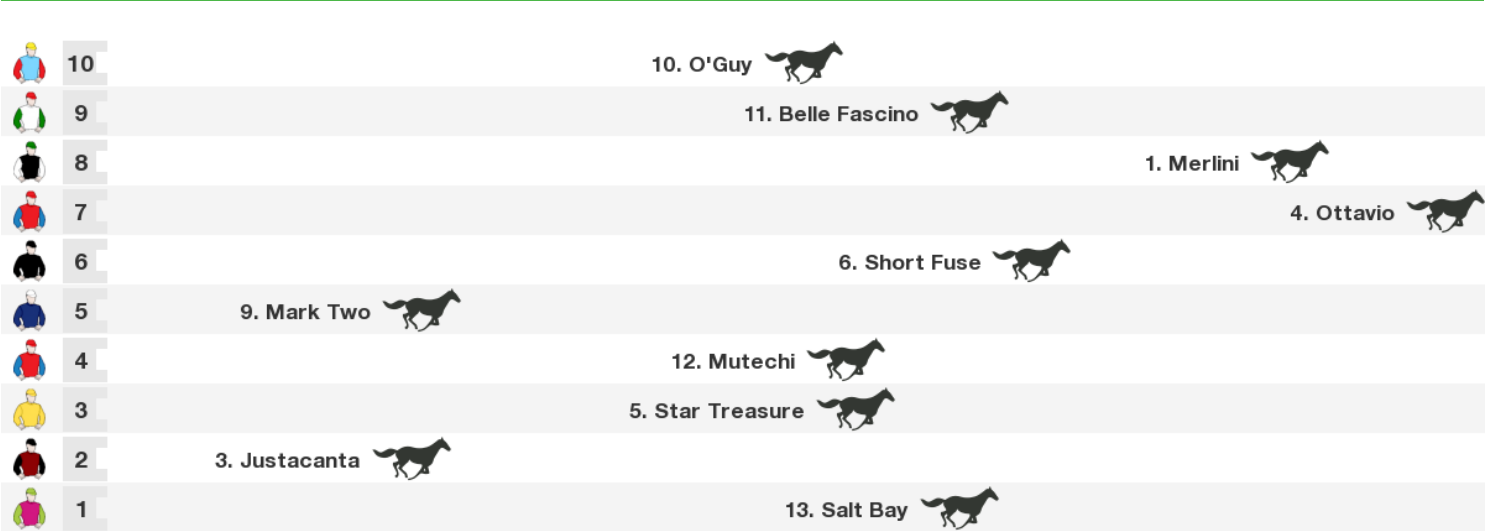 10 10. O'Guy
9 11. Belle Fascino
8 1. Merlini
7 4. Ottavio
6 6. Short Fuse
5 9. Mark Two
4 12. Mutechi
3 5. Star Treasure
2 3. Justacanta
1 13. Salt Bay